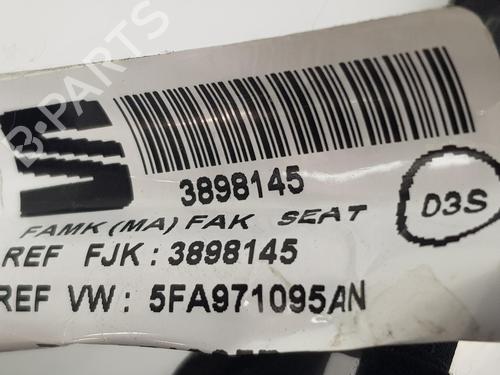 B-PARTS
3898145
FAMK(MA) FAK SEAT
D3S
REF FJK: 3898145
REF VW: 5FA971095AN